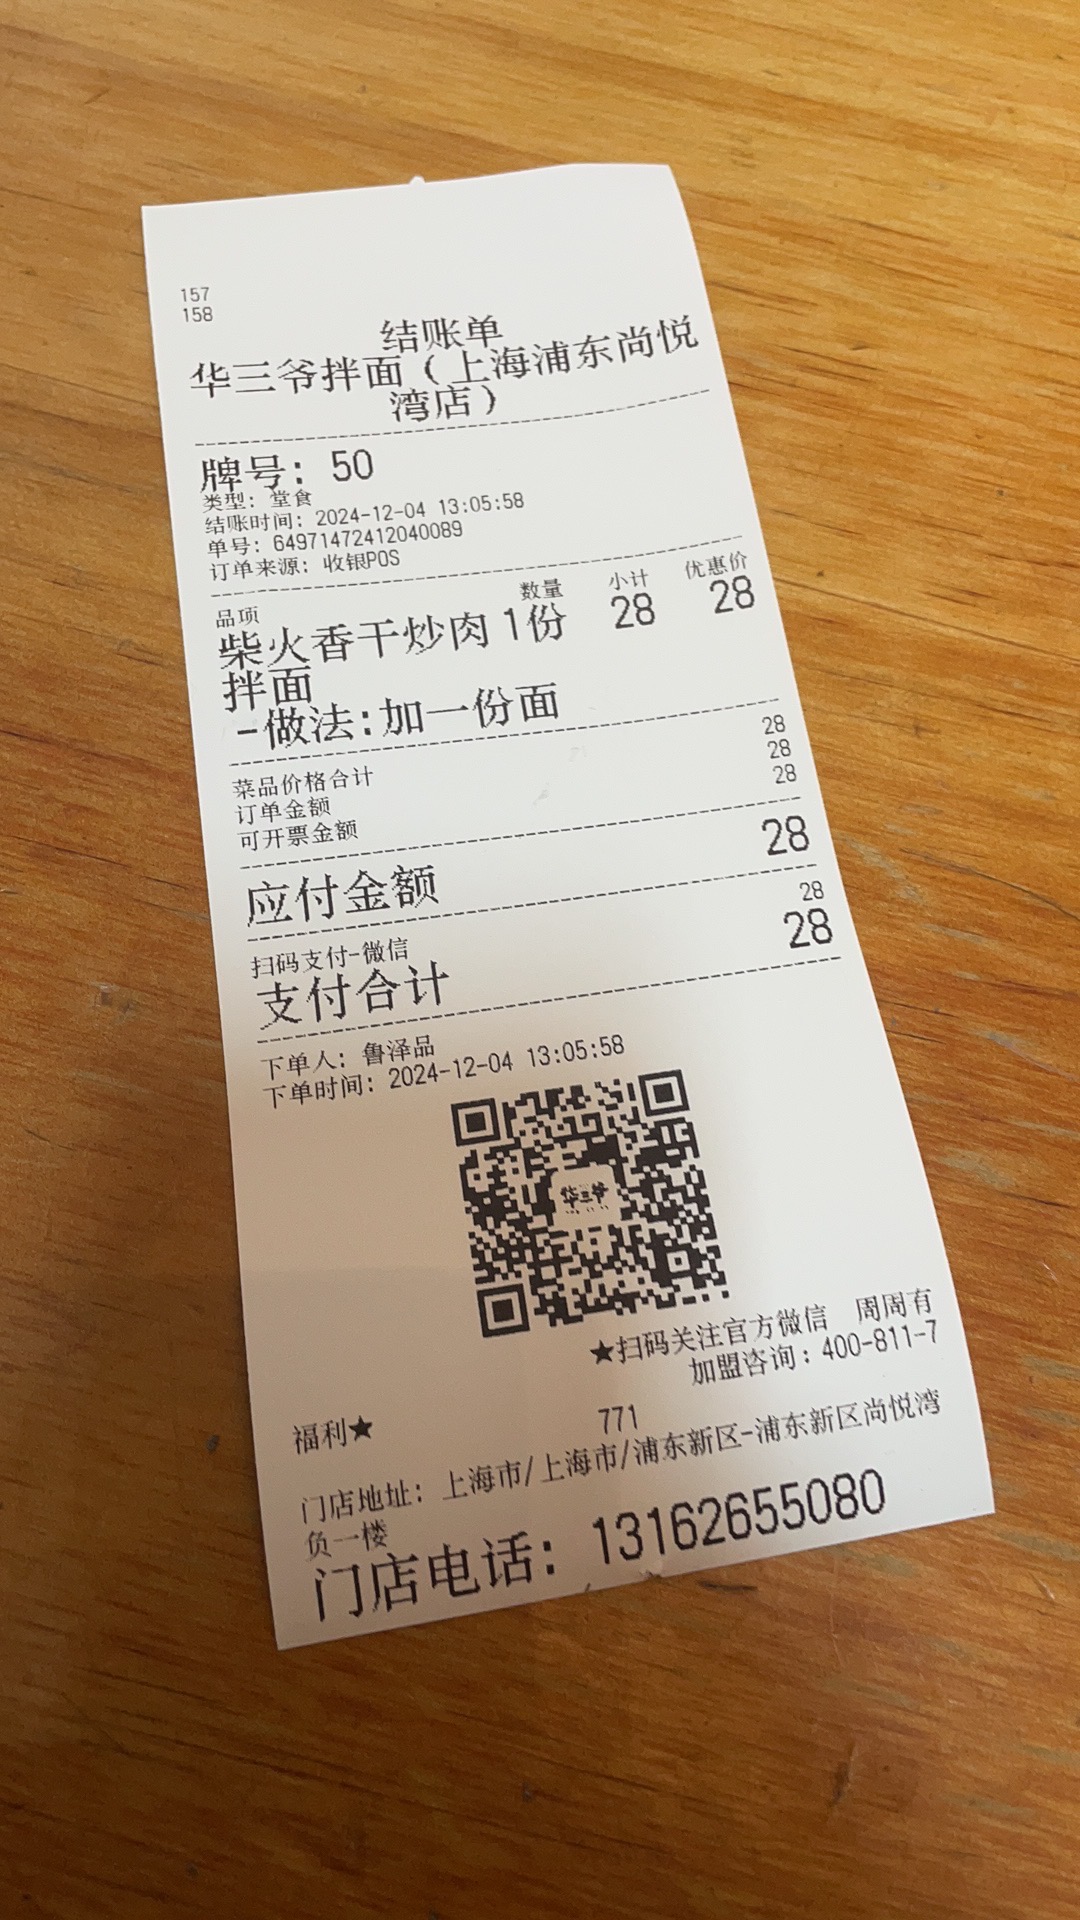 157
158
结账单
华三爷拌面（上海浦东尚悦
湾店）
牌号：50
类型：堂食
结账时间：2024-12-04 13:05:58
单号：64971472412040089
订单来源：收银POS
品项 数量 小计 优惠价
柴火香干炒肉 1份 28 28
拌面
-做法:加一份面
菜品价格合计 28
订单金额 28
可开票金额 28
应付金额 28
扫码支付-微信 28
支付合计 28
下单人：鲁泽品
下单时间：2024-12-04 13:05:58
华三爷
★扫码关注官方微信 周周有
加盟咨询：400-811-7
福利★ 771
门店地址：上海市/上海市/浦东新区-浦东新区尚悦湾
负一楼
门店电话：13162655080